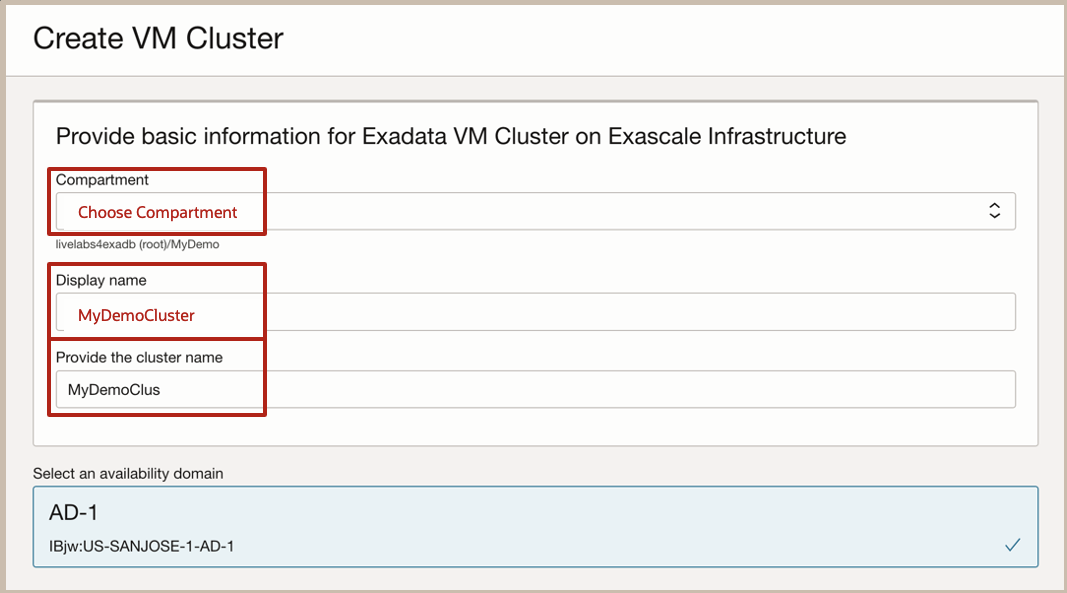 Create VM Cluster
Provide basic information for Exadata VM Cluster on Exascale Infrastructure
Compartment
Choose Compartment
livelabs4exadb (root)/MyDemo
Display name
MyDemoCluster
Provide the cluster name
MyDemoClus
Select an availability domain
AD-1
IBjw:US-SANJOSE-1-AD-1